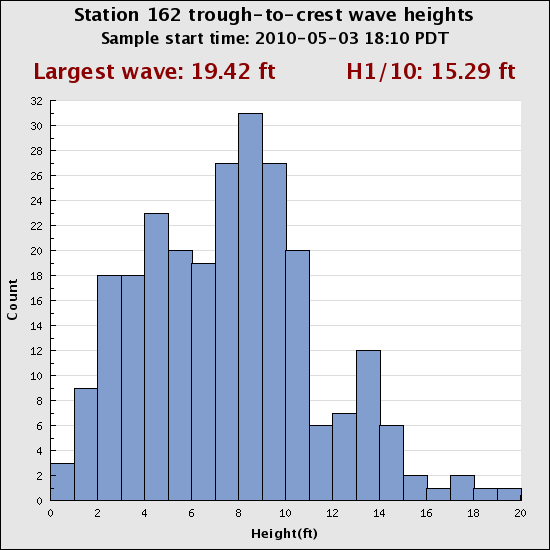 Station 162 trough-to-crest wave heights
Sample start time: 2010-05-03 18:10 PDT
Largest wave: 19.42 ft H1/10: 15.29 ft
32
30
28
26
24
22
20
18
16
14
12
10
8
6
4
2
0
Count
0 2 4 6 8 10 12 14 16 18 20
Height(ft)